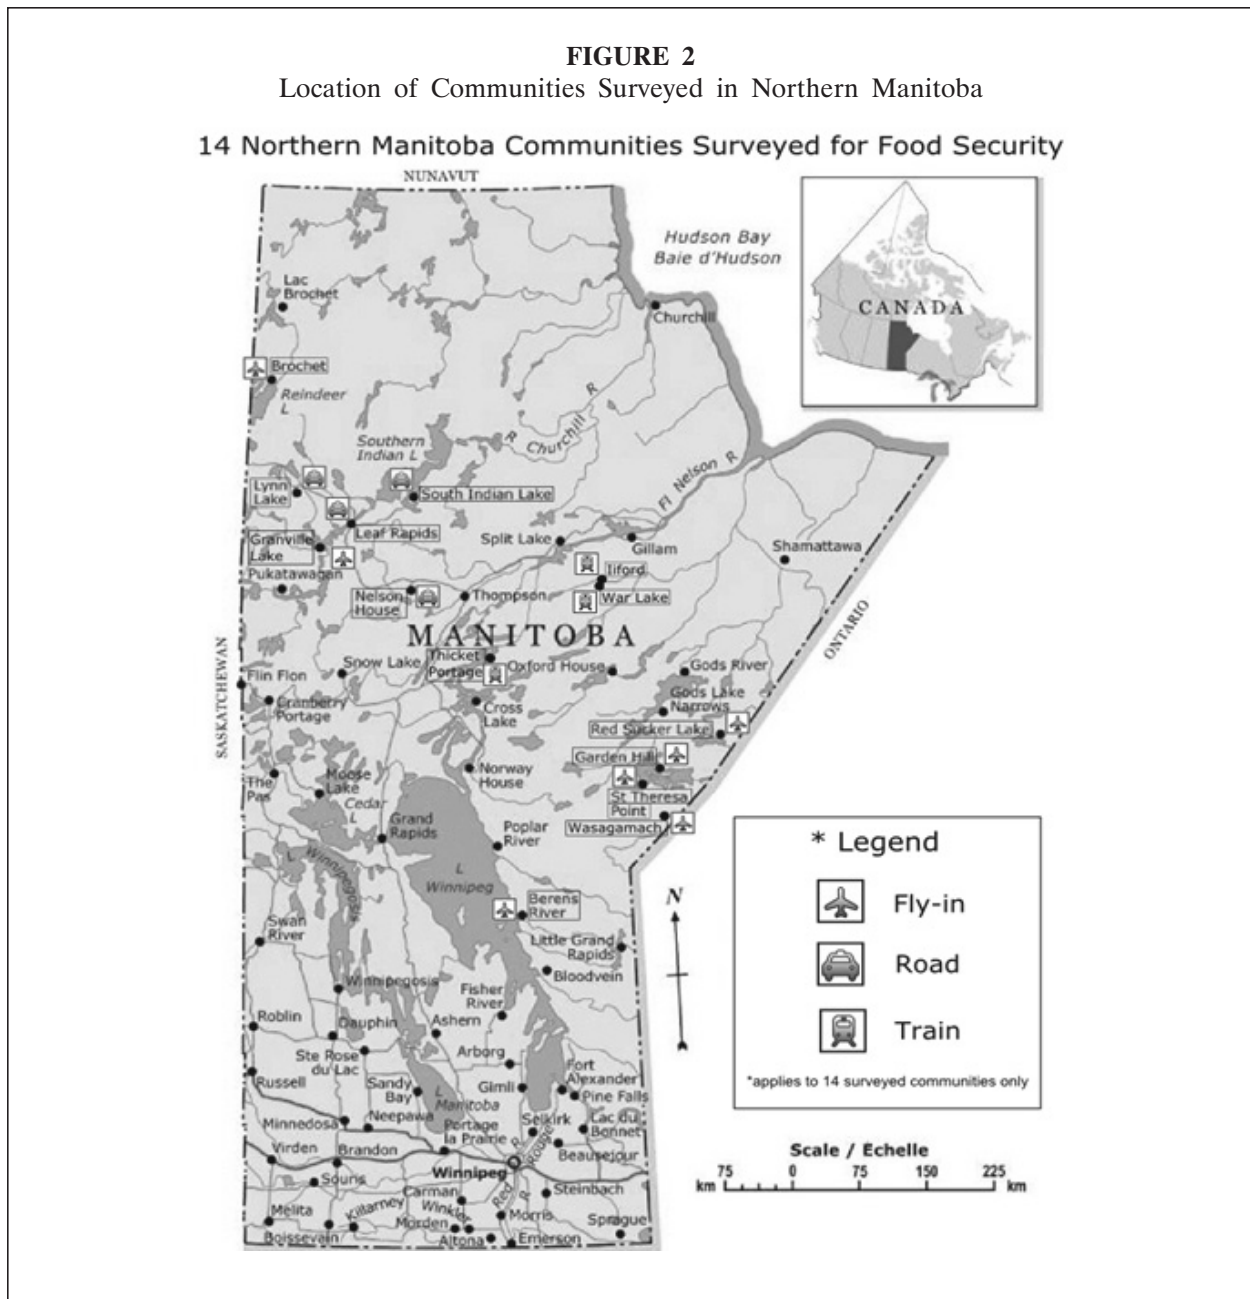 FIGURE 2
Location of Communities Surveyed in Northern Manitoba
14 Northern Manitoba Communities Surveyed for Food Security
NUNAVUT
Hudson Bay
Baie d'Hudson
CANADA
Lac
Brochet
Churchill
Brochet
Reindeer
L
R Churchill R
Southern
Indian L
Fl Nelson R
Lynn
Lake
South Indian Lake
Leaf Rapids
Granville
Lake
Split Lake
Gillam
Shamattawa
Pukatawagan
Ilford
Nelson
House
Thompson
War Lake
MANITOBA
ONTARIO
SASKATCHEWAN
Thicket
Portage
Snow Lake
Oxford House
Gods River
Flin Flon
Cranberry
Portage
Cross
Lake
Gods Lake
Narrows
Red Sucker Lake
Garden Hill
Norway
House
The
Pas
Moose
Lake
Cedar
L
St Theresa
Point
Wasagamach
Grand
Rapids
Poplar
River
L
Winnipegosis
L
Winnipeg
Berens
River
N
Swan
River
Little Grand
Rapids
Bloodvein
Winnipegosis
Fisher
River
Roblin
Dauphin
Ashern
Ste Rose
du Lac
Arborg
Russell
Sandy
Bay
L
Manitoba
Gimli
Fort
Alexander
Pine Falls
Minnedosa
Neepawa
Portage
la Prairie
Selkirk
Lac du
Bonnet
R
Rouge
Beausejour
Virden
Brandon
Winnipeg
Souris
Carman
Red
R
Steinbach
Melita
Killarney
Winkler
Morden
Morris
Sprague
Boissevain
Altona
Emerson
* Legend
Fly-in
Road
Train
*applies to 14 surveyed communities only
Scale / Echelle
75 0 75 150 225
km km